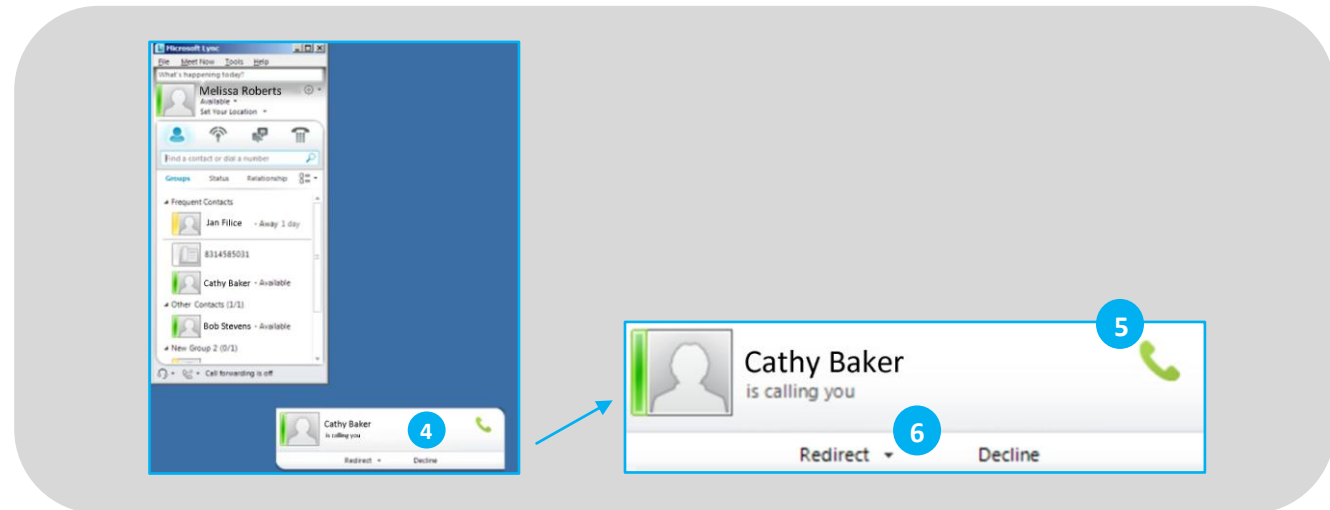 Microsoft Lync
File Meet Now Tools Help
What's happening today?
Melissa Roberts
Available
Set Your Location
Find a contact or dial a number
Groups Status Relationship
Frequent Contacts
Jan Filice - Away 1 day
8314585031
Cathy Baker - Available
Other Contacts (1/1)
Bob Stevens - Available
New Group 2 (0/1)
Call forwarding is off
Cathy Baker
is calling you
4
Redirect Decline
5
Cathy Baker
is calling you
6
Redirect Decline